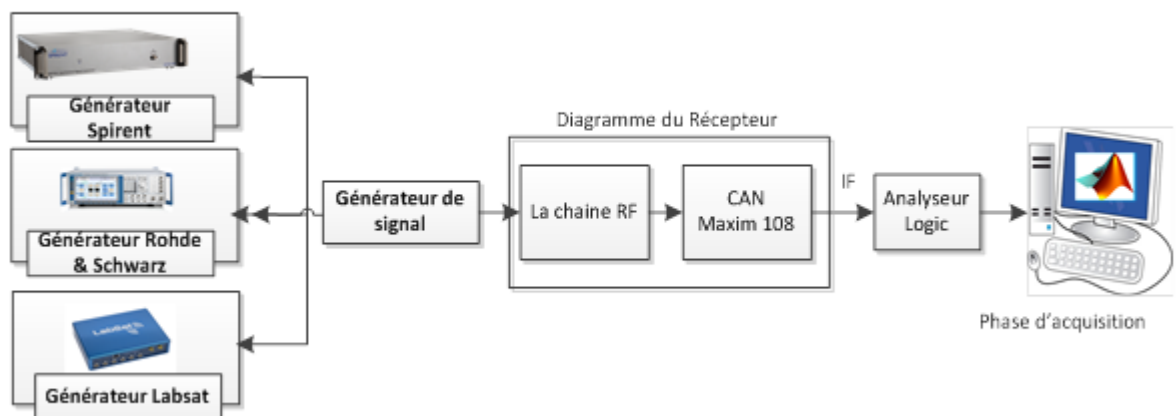 Générateur
Spirent
Générateur Rohde
& Schwarz
LabSat
Générateur Labsat
Générateur de
signal
Diagramme du Récepteur
La chaine RF
CAN
Maxim 108
IF
Analyseur
Logic
Phase d'acquisition